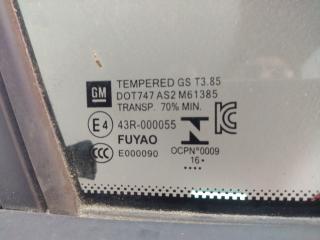 GM TEMPERED GS T3.85
DOT747 AS2 M61385
TRANSP. 70% MIN.
E4 43R-000055
FUYAO
CCC E000090
OCPN°0009
16•
••••